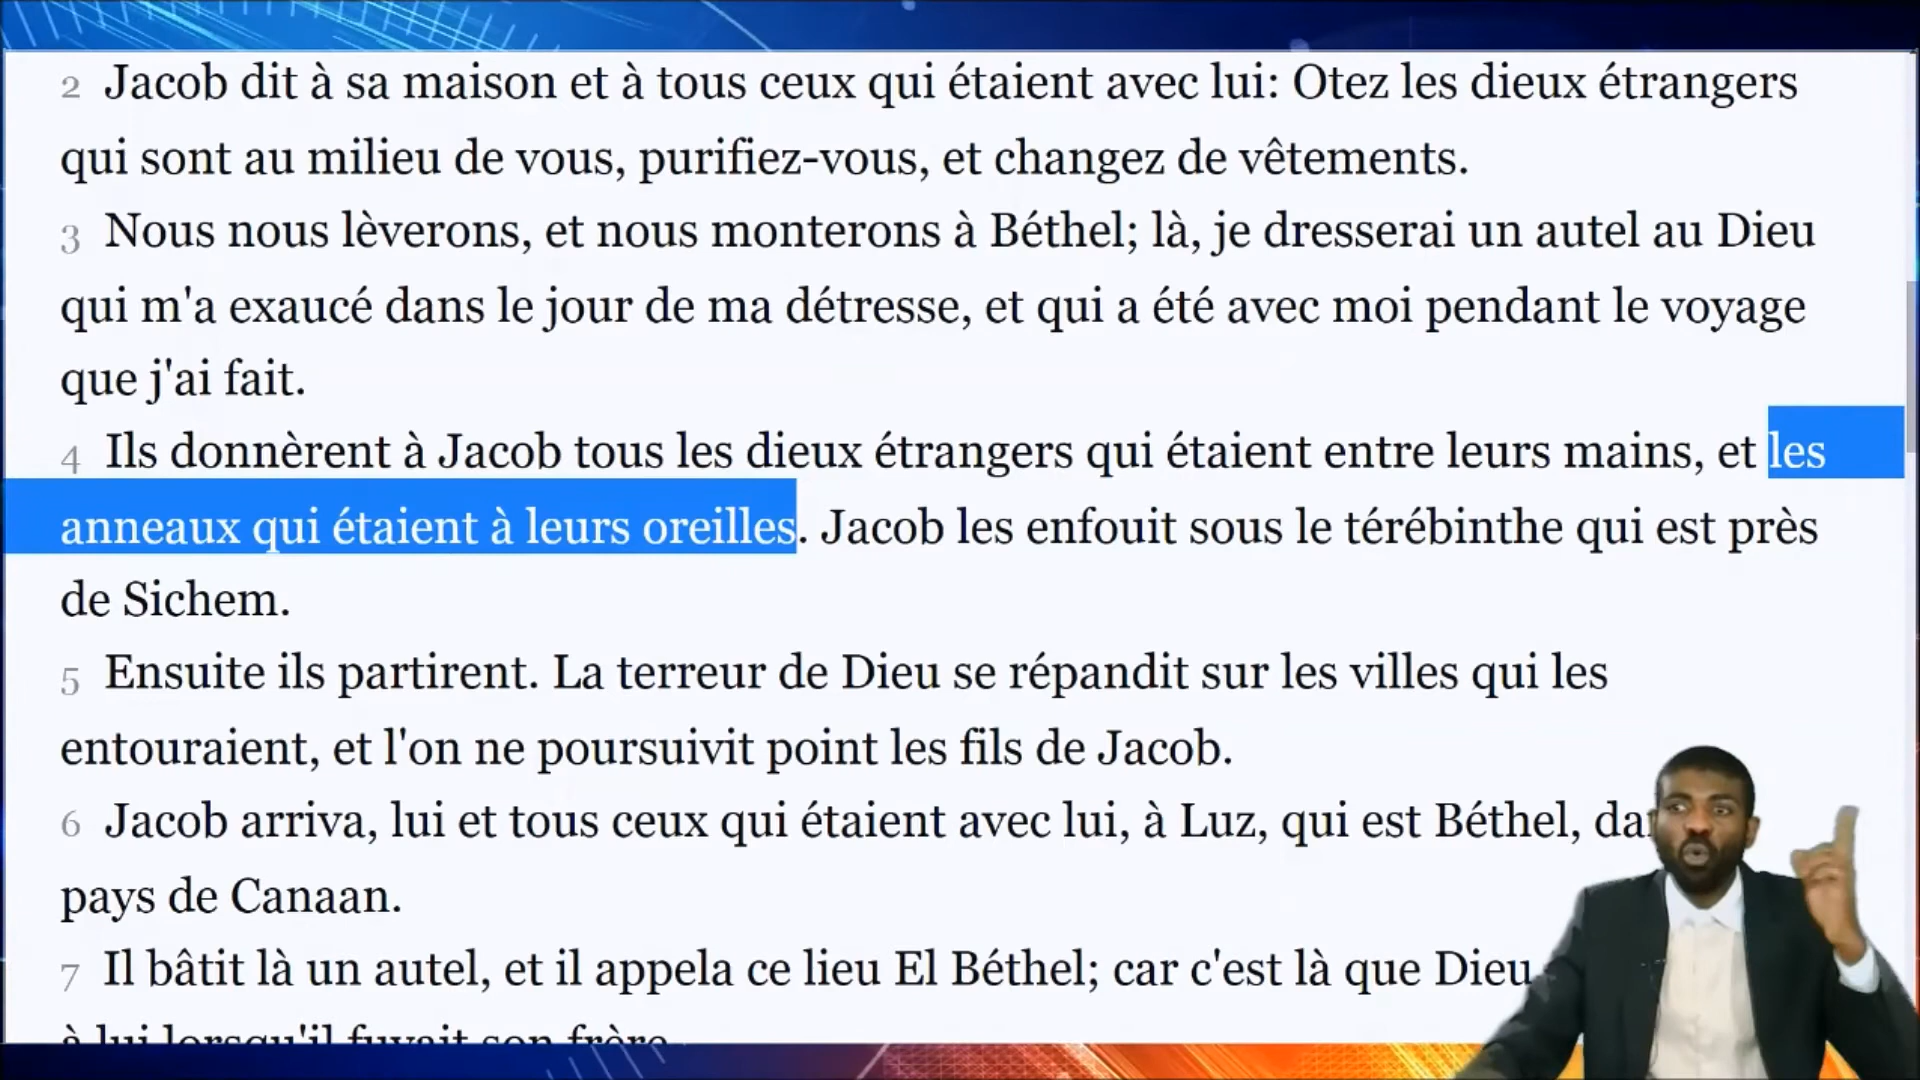 2 Jacob dit à sa maison et à tous ceux qui étaient avec lui: Otez les dieux étrangers
qui sont au milieu de vous, purifiez-vous, et changez de vêtements.
3 Nous nous lèverons, et nous monterons à Béthel; là, je dresserai un autel au Dieu
qui m'a exaucé dans le jour de ma détresse, et qui a été avec moi pendant le voyage
que j'ai fait.
4 Ils donnèrent à Jacob tous les dieux étrangers qui étaient entre leurs mains, et les
anneaux qui étaient à leurs oreilles. Jacob les enfouit sous le térébinthe qui est près
de Sichem.
5 Ensuite ils partirent. La terreur de Dieu se répandit sur les villes qui les
entouraient, et l'on ne poursuivit point les fils de Jacob.
6 Jacob arriva, lui et tous ceux qui étaient avec lui, à Luz, qui est Béthel,
pays de Canaan.
7 Il bâtit là un autel, et il appela ce lieu El Béthel; car c'est là que Dieu
à lui lorsqu'il fuyait son frère.